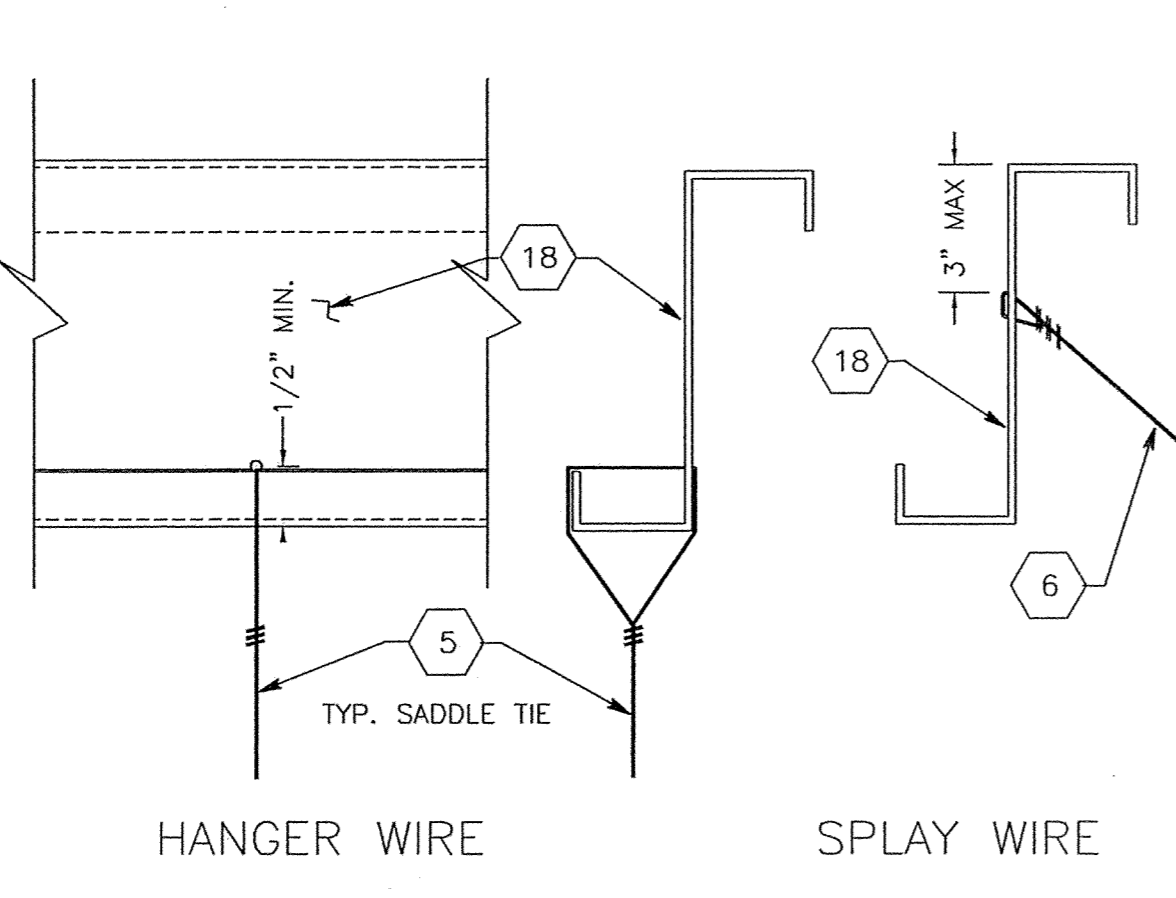 18
1/2" MIN.
3" MAX
18
6
5
TYP. SADDLE TIE
HANGER WIRE
SPLAY WIRE